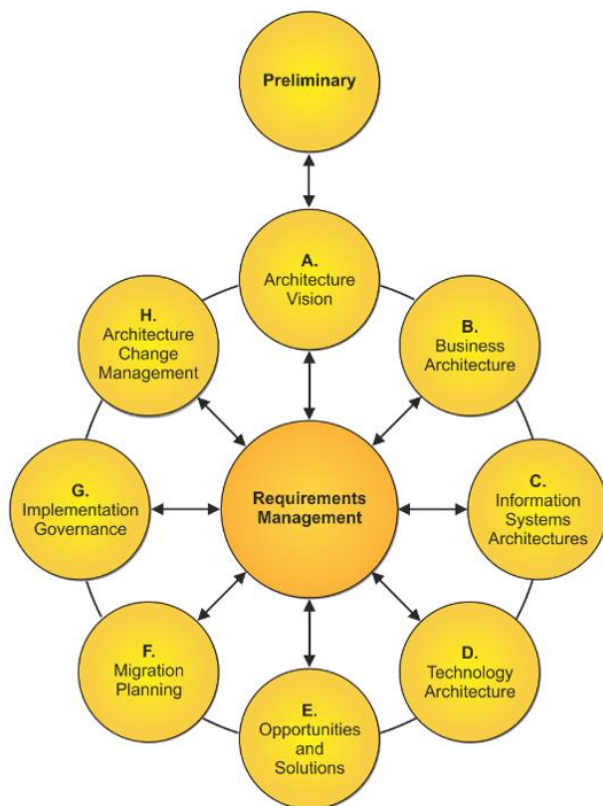 Preliminary
A.
Architecture
Vision
B.
Business
Architecture
C.
Information
Systems
Architectures
D.
Technology
Architecture
E.
Opportunities
and
Solutions
F.
Migration
Planning
G.
Implementation
Governance
H.
Architecture
Change
Management
Requirements
Management